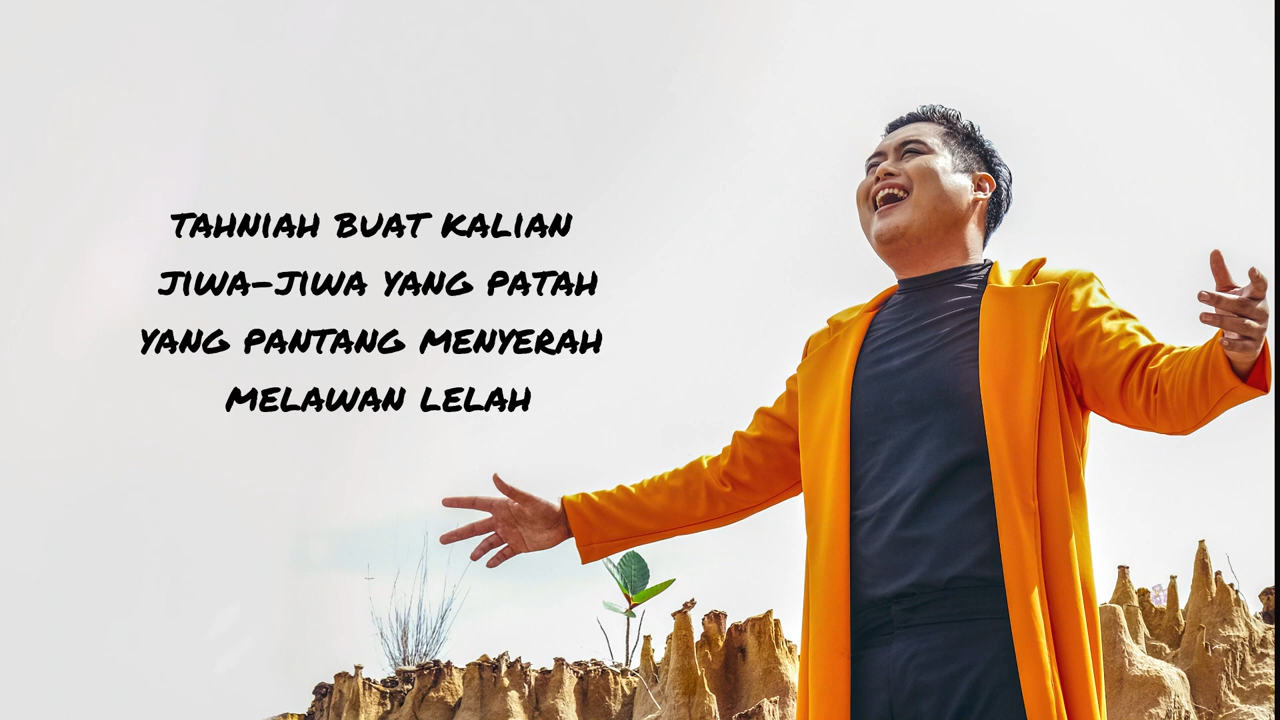 TAHNIAH BUAT KALIAN
JIWA-JIWA YANG PATAH
YANG PANTANG MENYERAH
MELAWAN LELAH